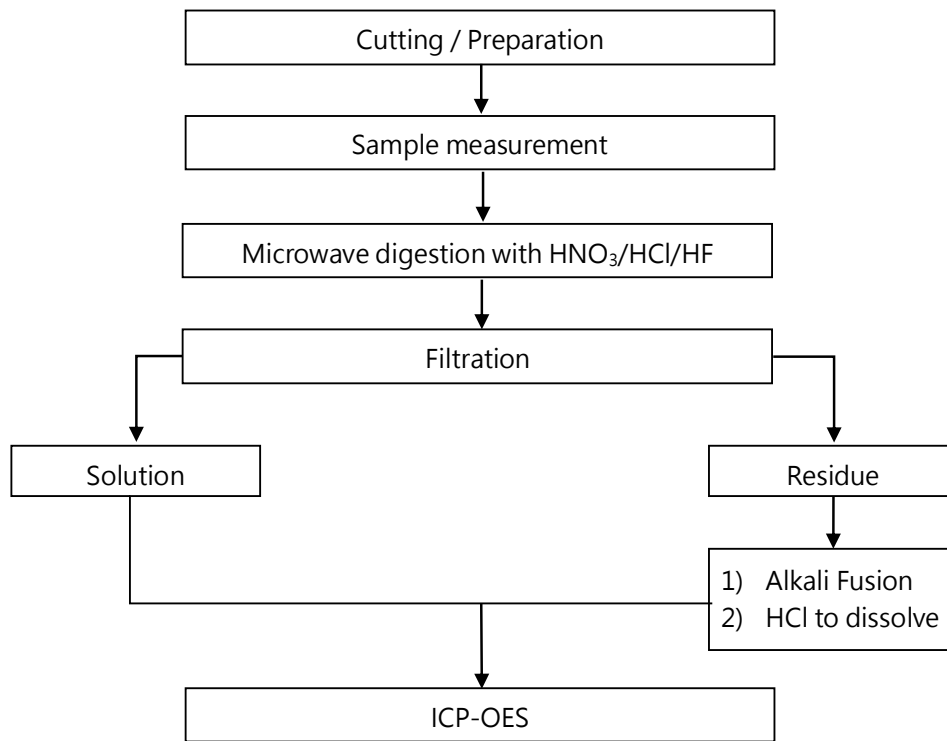 Cutting / Preparation
Sample measurement
Microwave digestion with HNO₃/HCl/HF
Filtration
Solution
Residue
1) Alkali Fusion
2) HCl to dissolve
ICP-OES